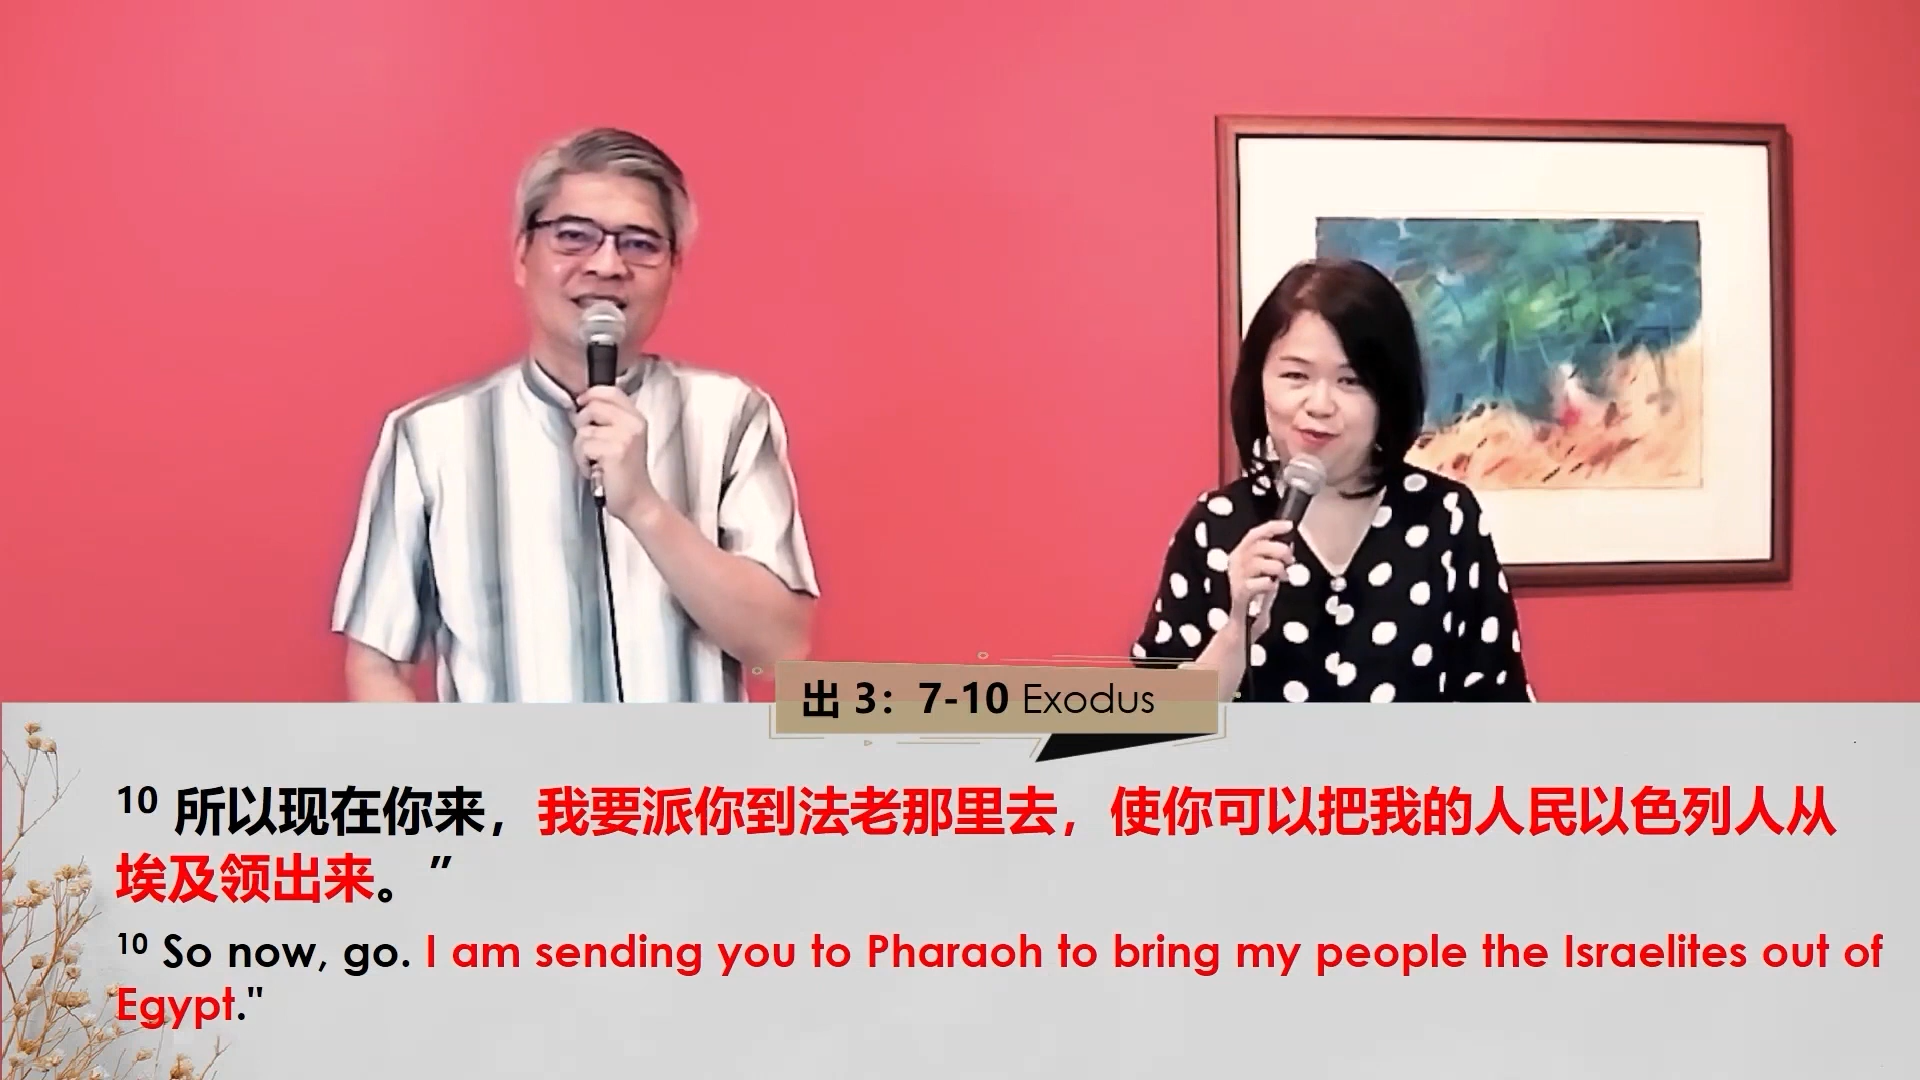 出 3：7-10 Exodus
10 所以现在你来，我要派你到法老那里去，使你可以把我的人民以色列人从
埃及领出来。”
10 So now, go. I am sending you to Pharaoh to bring my people the Israelites out of
Egypt."